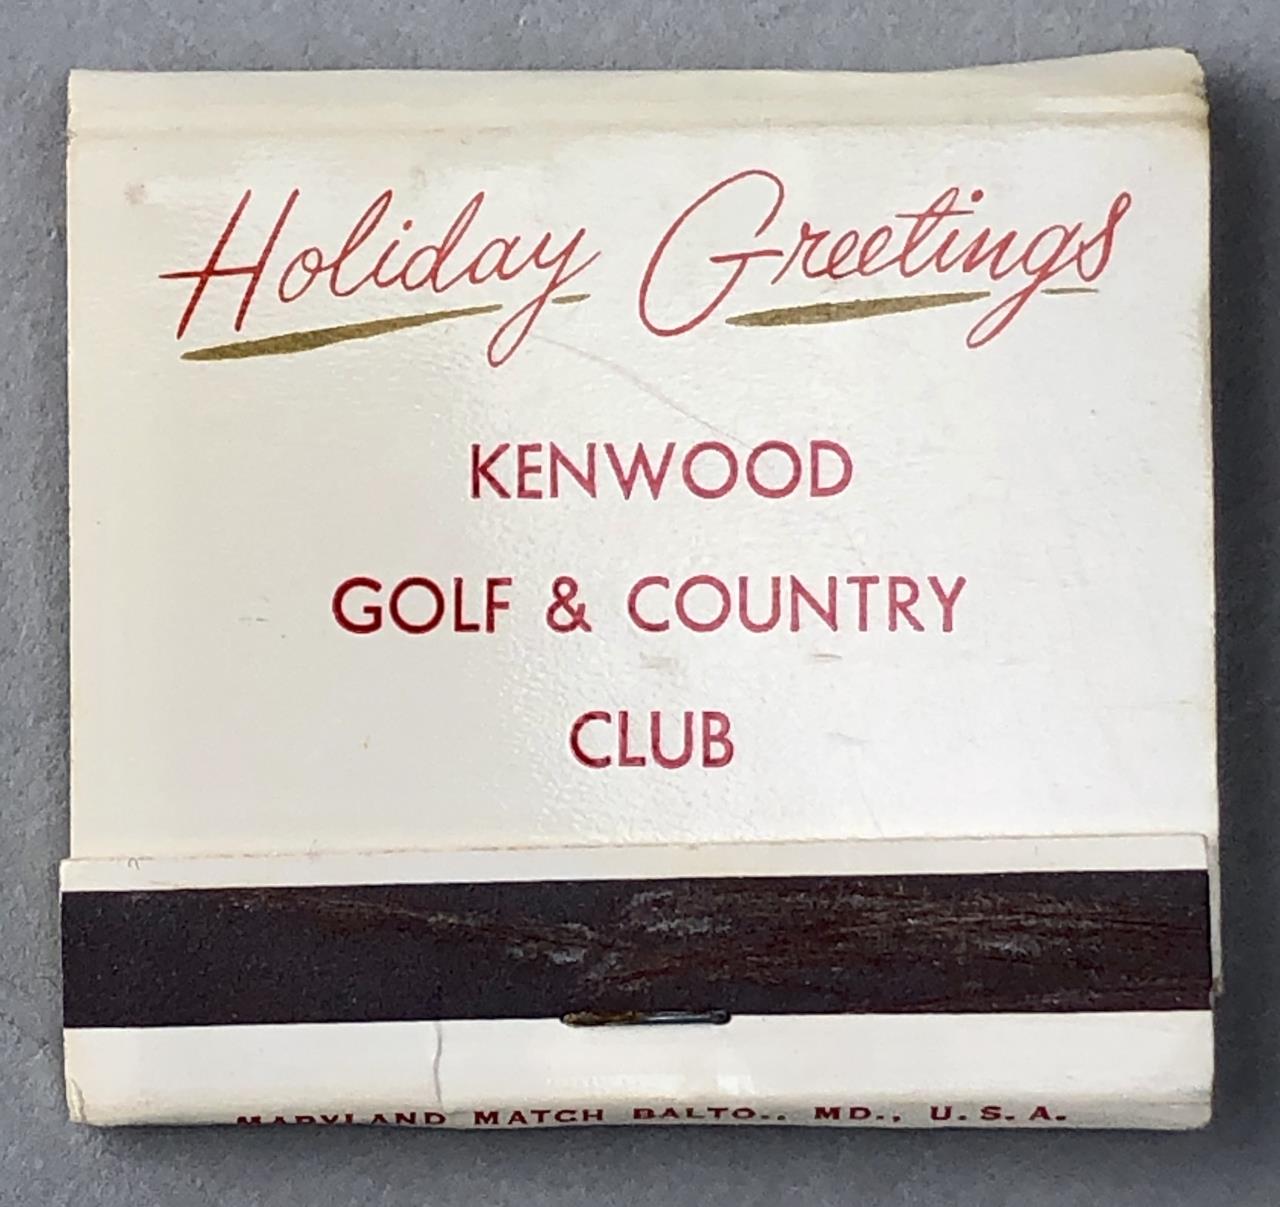 Holiday Greetings
KENWOOD
GOLF & COUNTRY
CLUB
MARYLAND MATCH BALTO., MD., U.S.A.